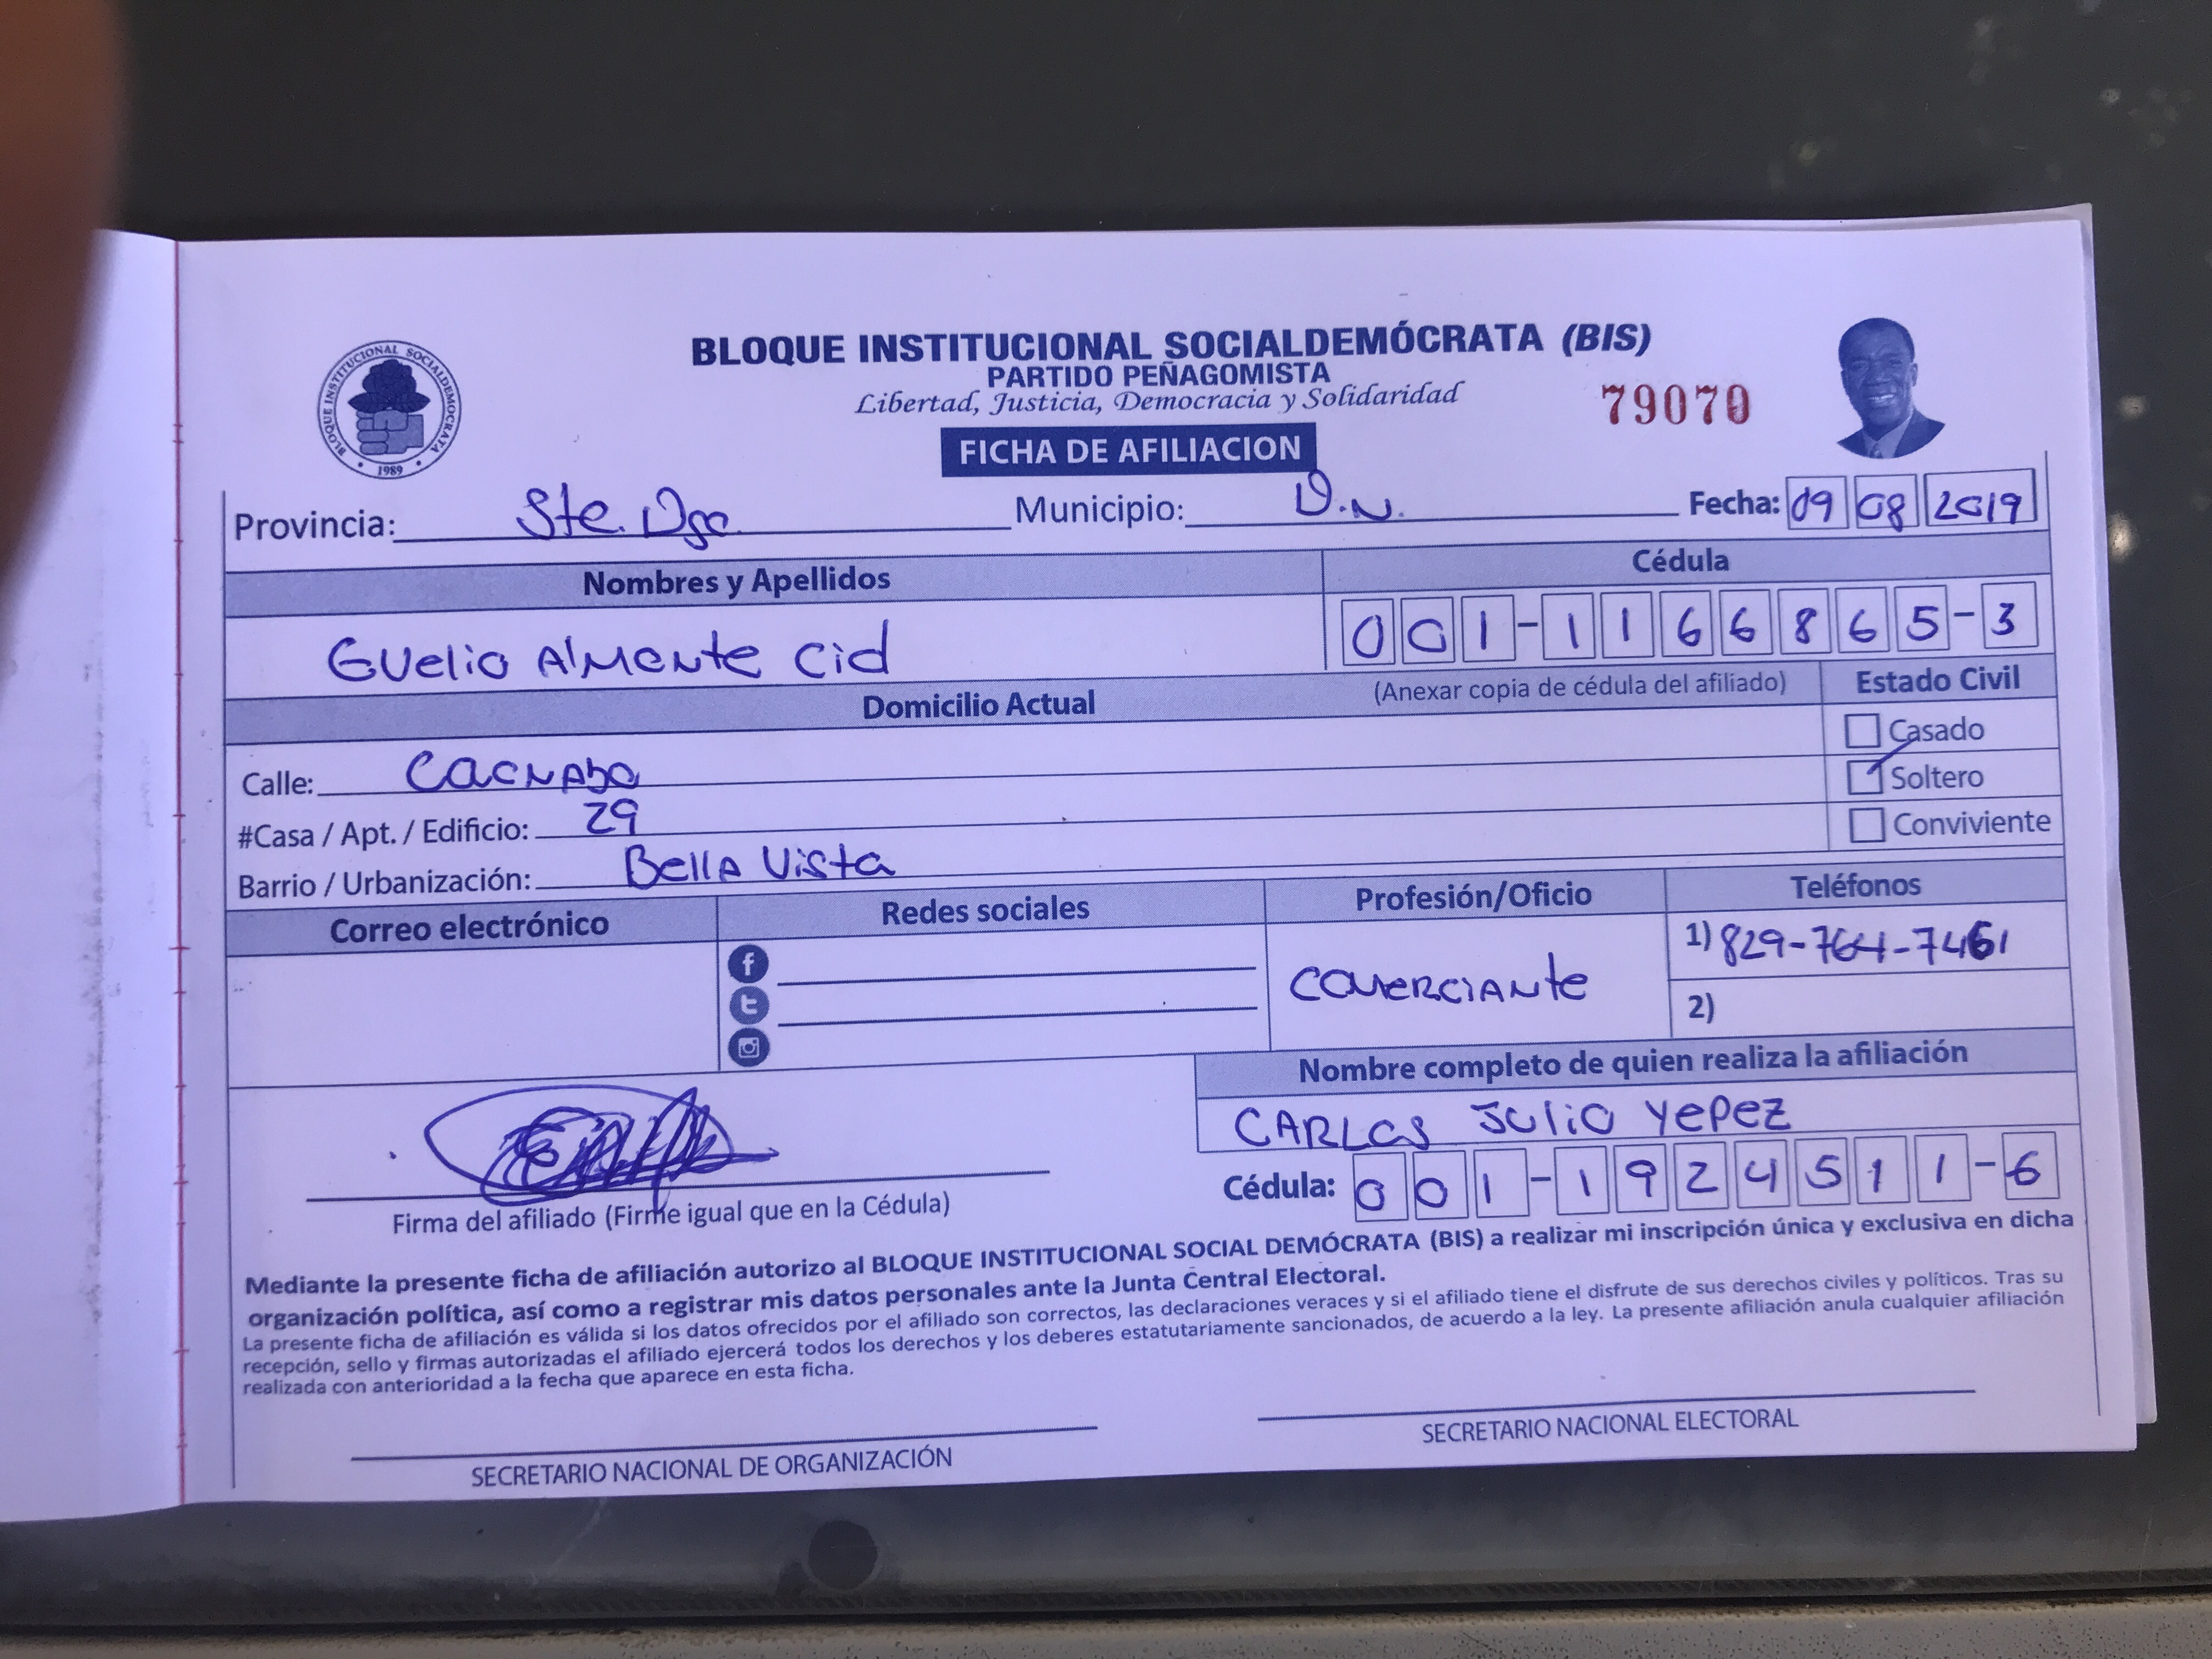 BLOQUE INSTITUCIONAL SOCIALDEMÓCRATA (BIS)
PARTIDO PEÑAGOMISTA
Libertad, Justicia, Democracia y Solidaridad
79070
BLOQUE INSTITUCIONAL SOCIALDEMOCRATA
• 1989 •
FICHA DE AFILIACION
Provincia: Sto. Dgo. Municipio: D.N. Fecha: 09 08 2019
Nombres y Apellidos Cédula
Euelio Almonte Cid 001-1166865-3
Domicilio Actual (Anexar copia de cédula del afiliado) Estado Civil
Casado
Calle:
Soltero
#Casa / Apt. / Edificio: 29
Conviviente
Barrio / Urbanización: Bella Vista
Correo electrónico Redes sociales Profesión/Oficio Teléfonos
1) 829-764-7461
Comerciante
2)
Nombre completo de quien realiza la afiliación
Carlos Julio Yepez
Cédula: 001-1924511-6
Firma del afiliado (Firme igual que en la Cédula)
Mediante la presente ficha de afiliación autorizo al BLOQUE INSTITUCIONAL SOCIAL DEMÓCRATA (BIS) a realizar mi inscripción única y exclusiva en dicha
organización política, así como a registrar mis datos personales ante la Junta Central Electoral.
La presente ficha de afiliación es válida si los datos ofrecidos por el afiliado son correctos, las declaraciones veraces y si el afiliado tiene el disfrute de sus derechos civiles y políticos. Tras su
recepción, sello y firmas autorizadas el afiliado ejercerá todos los derechos y los deberes estatutariamente sancionados, de acuerdo a la ley. La presente afiliación anula cualquier afiliación
realizada con anterioridad a la fecha que aparece en esta ficha.
SECRETARIO NACIONAL DE ORGANIZACIÓN
SECRETARIO NACIONAL ELECTORAL